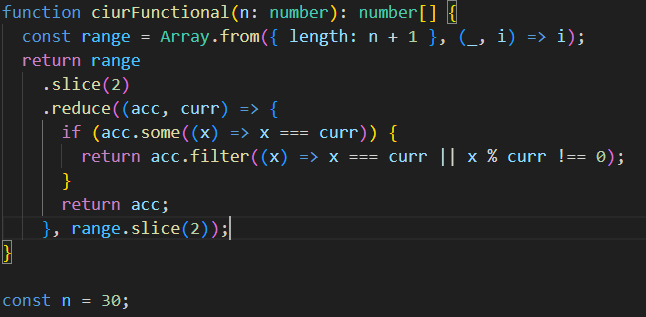 function ciurFunctional(n: number): number[] {
  const range = Array.from({ length: n + 1 }, (_, i) => i);
  return range
    .slice(2)
    .reduce((acc, curr) => {
      if (acc.some((x) => x === curr)) {
        return acc.filter((x) => x === curr || x % curr !== 0);
      }
      return acc;
    }, range.slice(2));
}

const n = 30;